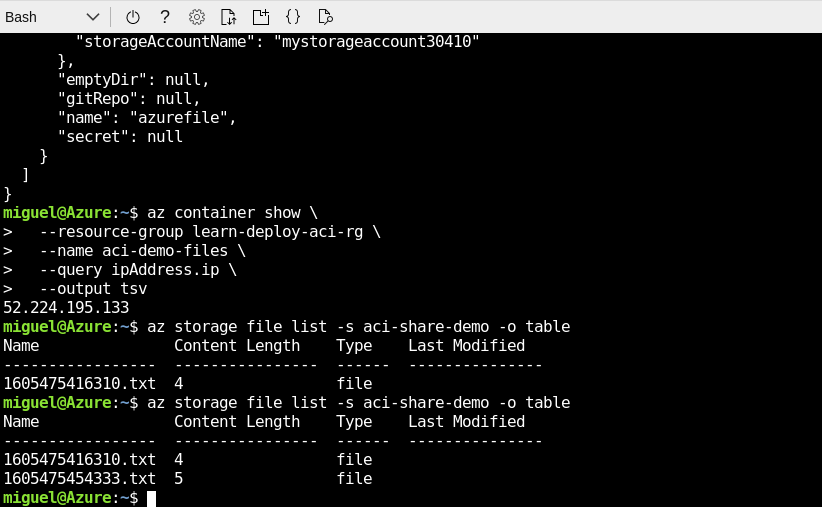 Bash ?  {}
"storageAccountName": "mystorageaccount30410"
},
"emptyDir": null,
"gitRepo": null,
"name": "azurefile",
"secret": null
}
]
}
miguel@Azure:~$ az container show \
>   --resource-group learn-deploy-aci-rg \
>   --name aci-demo-files \
>   --query ipAddress.ip \
>   --output tsv
52.224.195.133
miguel@Azure:~$ az storage file list -s aci-share-demo -o table
Name               Content Length    Type    Last Modified
-----------------  ----------------  ------  ---------------
1605475416310.txt  4                 file
miguel@Azure:~$ az storage file list -s aci-share-demo -o table
Name               Content Length    Type    Last Modified
-----------------  ----------------  ------  ---------------
1605475416310.txt  4                 file
1605475454333.txt  5                 file
miguel@Azure:~$